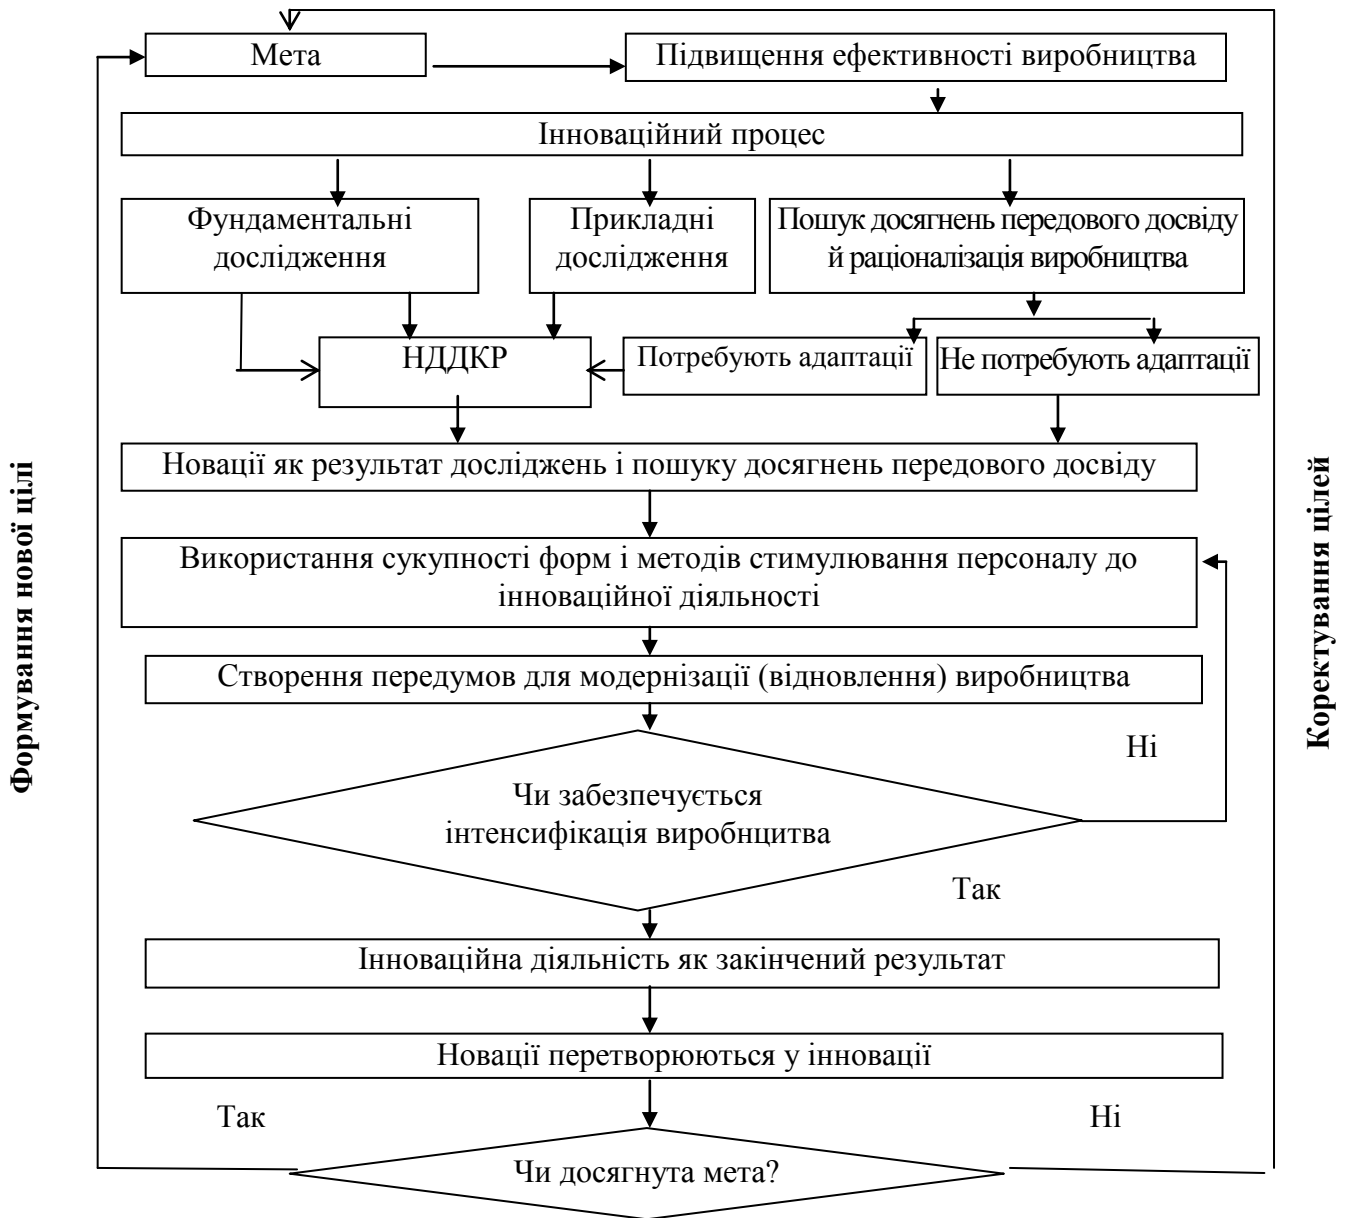 Мета
Підвищення ефективності виробництва
Інноваційний процес
Фундаментальні
дослідження
Прикладні
дослідження
Пошук досягнень передового досвіду
й раціоналізація виробництва
НДДКР
Потребують адаптації
Не потребують адаптації
Новації як результат досліджень і пошуку досягнень передового досвіду
Використання сукупності форм і методів стимулювання персоналу до
інноваційної діяльності
Створення передумов для модернізації (відновлення) виробництва
Ні
Чи забезпечується
інтенсифікація виробнцитва
Так
Інноваційна діяльність як закінчений результат
Новації перетворюються у інновації
Так
Ні
Чи досягнута мета?
Формування нової цілі
Коректування цілей